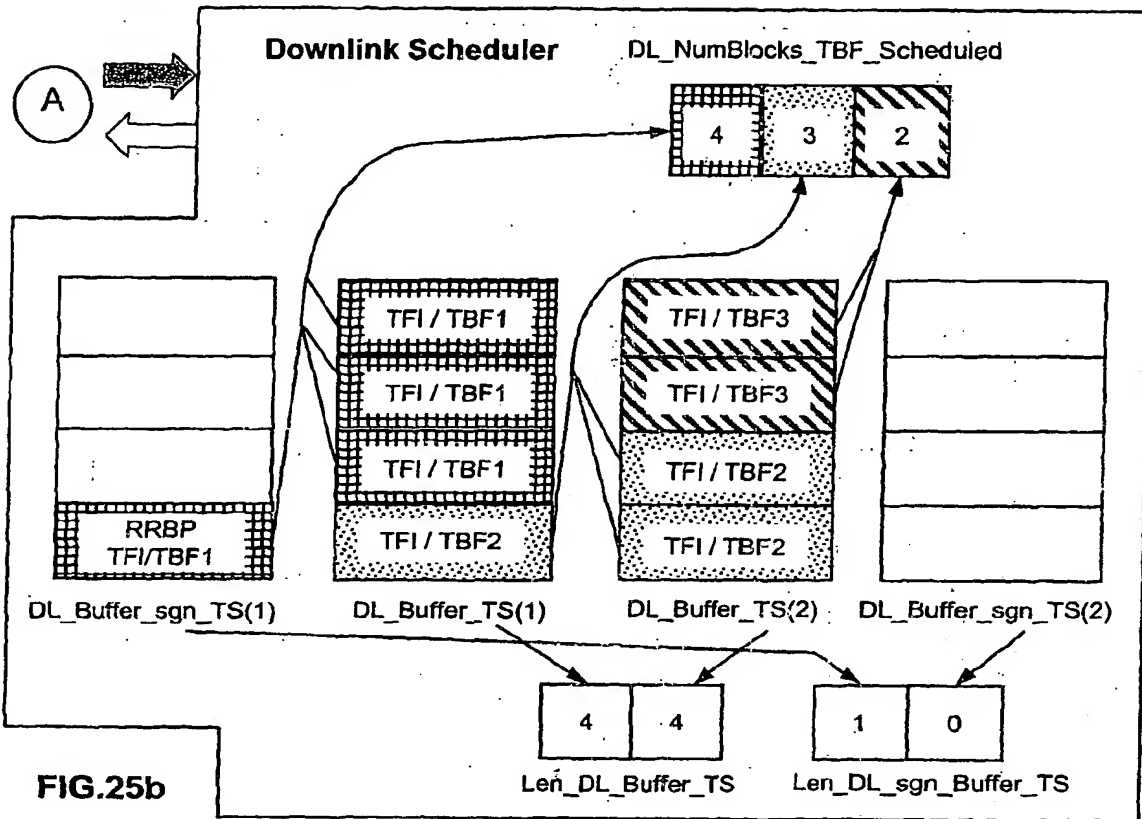 Downlink Scheduler
DL_NumBlocks_TBF_Scheduled
A
4 3 2
TFI / TBF1
TFI / TBF3
TFI / TBF1
TFI / TBF3
TFI / TBF1
TFI / TBF2
RRBP
TFI/TBF1
TFI / TBF2
TFI / TBF2
DL_Buffer_sgn_TS(1)
DL_Buffer_TS(1)
DL_Buffer_TS(2)
DL_Buffer_sgn_TS(2)
4 4
1 0
Len_DL_Buffer_TS
Len_DL_sgn_Buffer_TS
FIG.25b